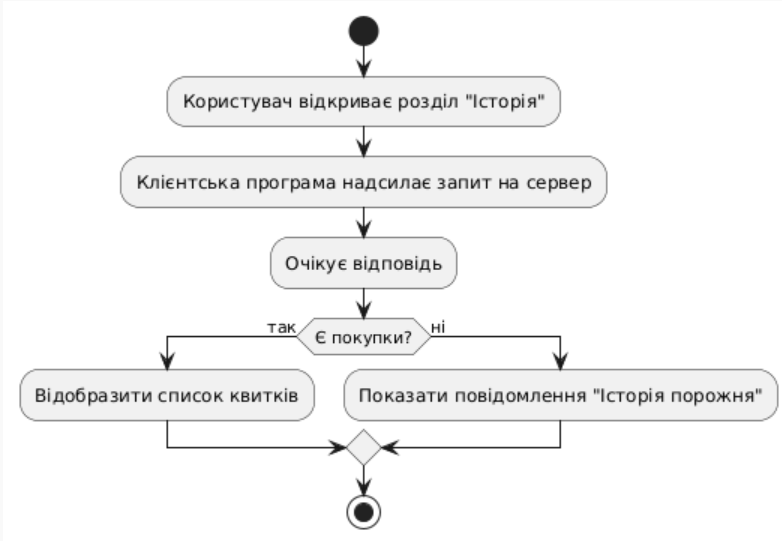 Користувач відкриває розділ "Історія"
Клієнтська програма надсилає запит на сервер
Очікує відповідь
так
Є покупки?
ні
Відобразити список квитків
Показати повідомлення "Історія порожня"